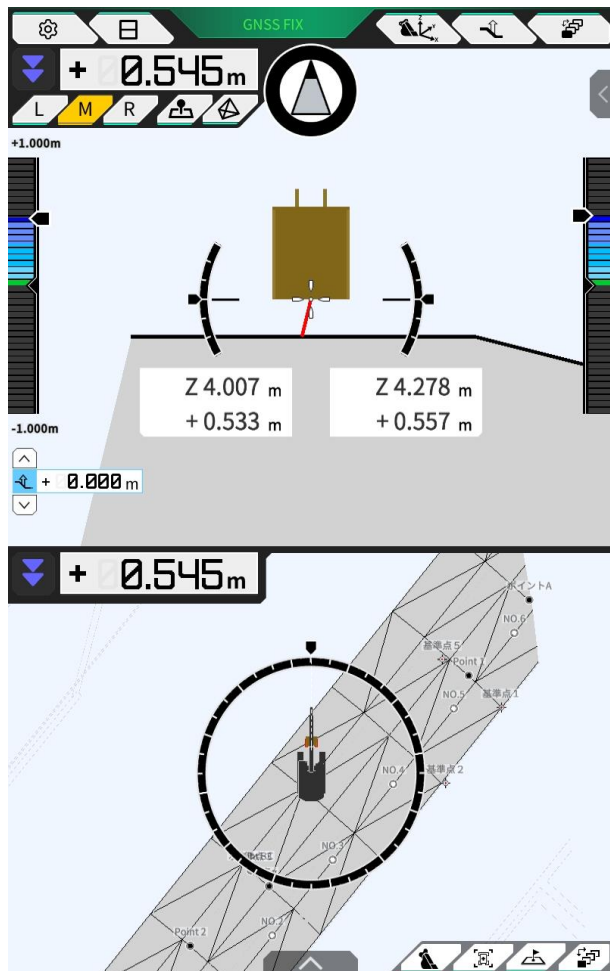 GNSS FIX
+ 0.545 m
L M R
+1.000m
Z 4.007 m
+ 0.533 m
Z 4.278 m
+ 0.557 m
-1.000m
+ 0.000 m
+ 0.545 m
ポイントA
NO.6
基準点5
Point 1
NO.5
基準点1
NO.4
基準点2
NO.3
NO.2
Point 2